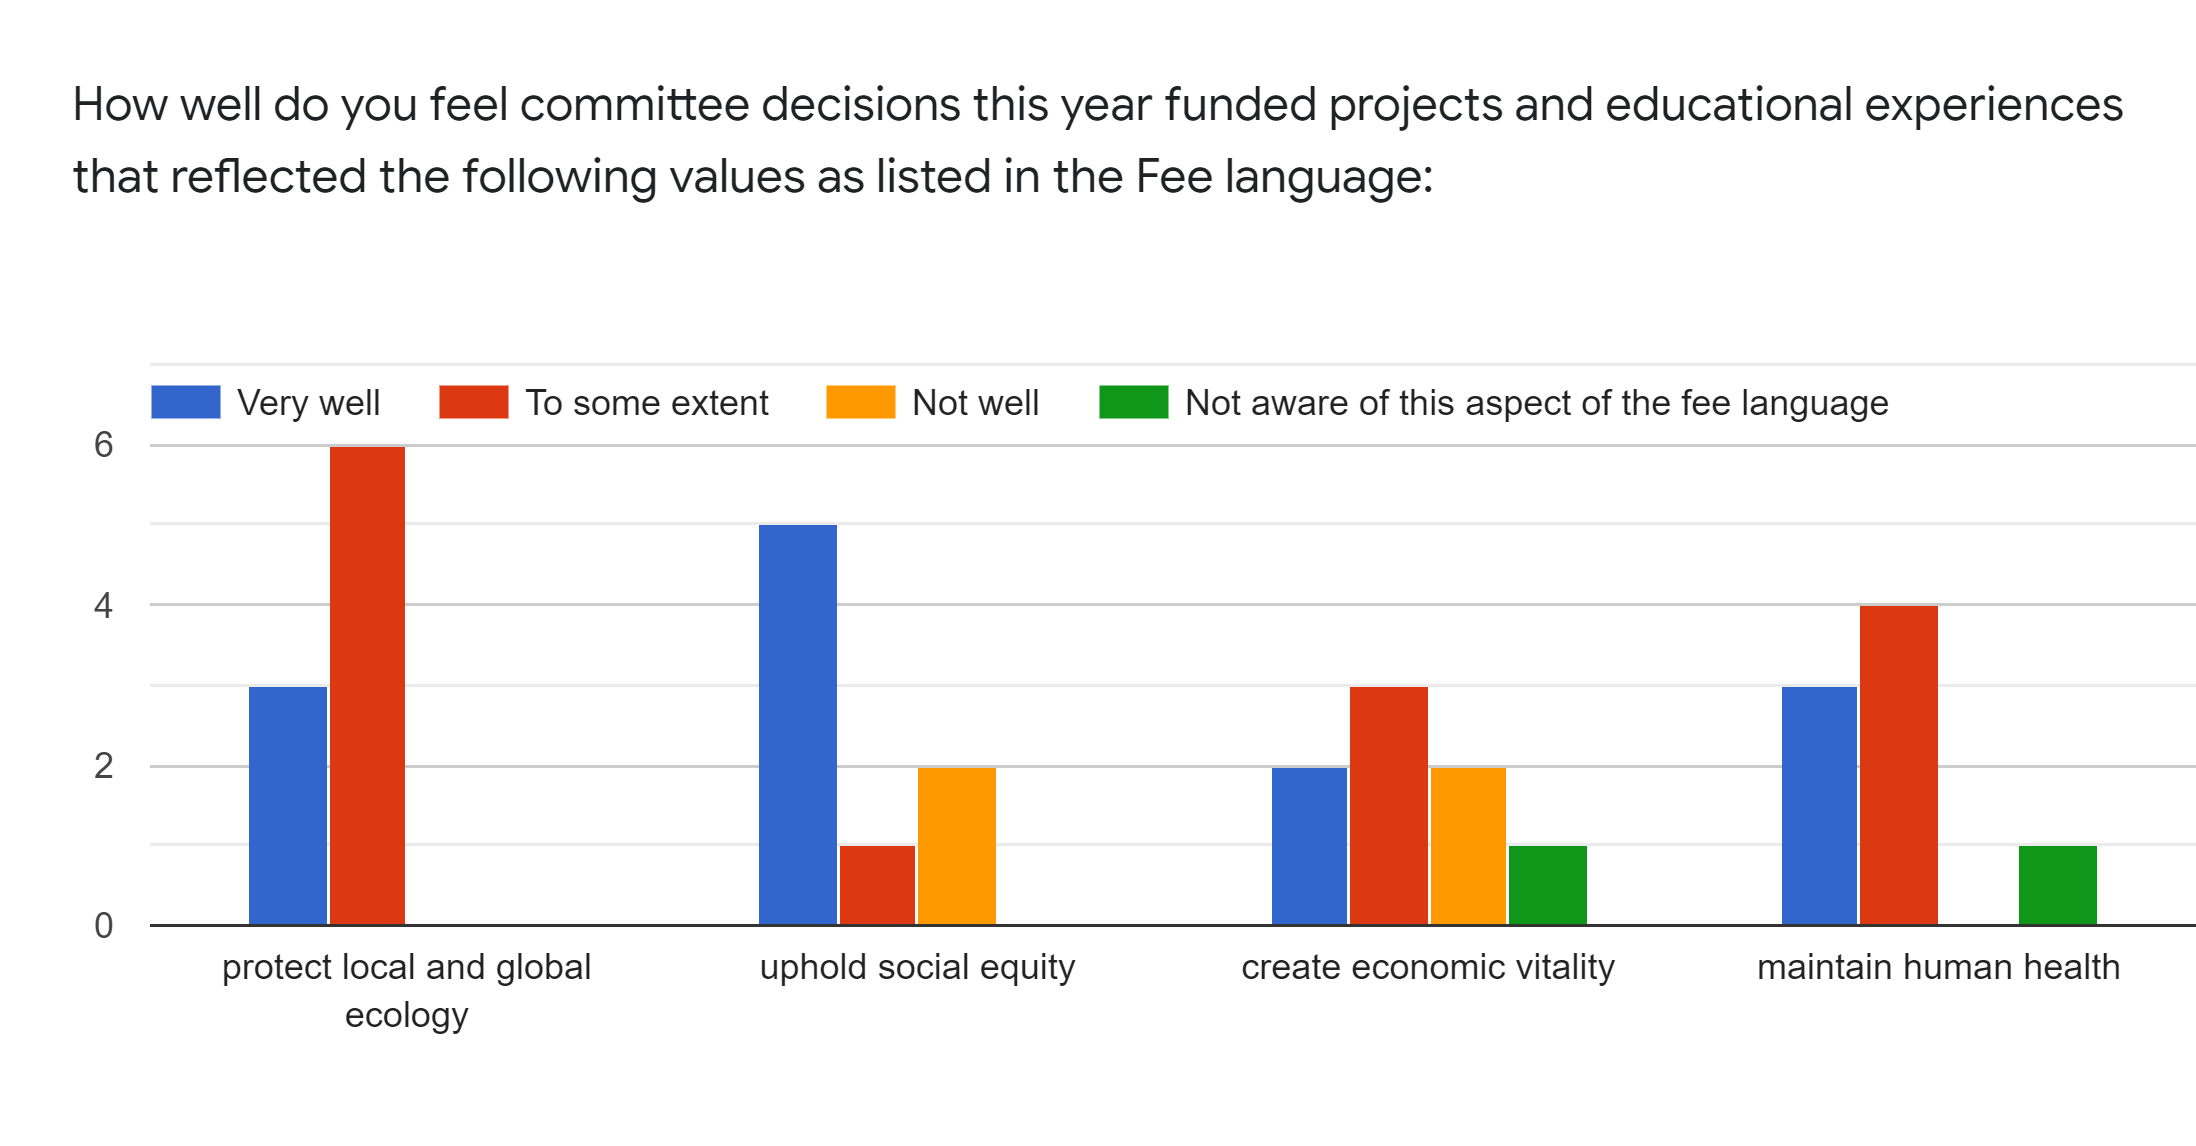 How well do you feel committee decisions this year funded projects and educational experiences
that reflected the following values as listed in the Fee language:
Very well To some extent Not well Not aware of this aspect of the fee language
6
4
2
0
protect local and global uphold social equity create economic vitality maintain human health
ecology